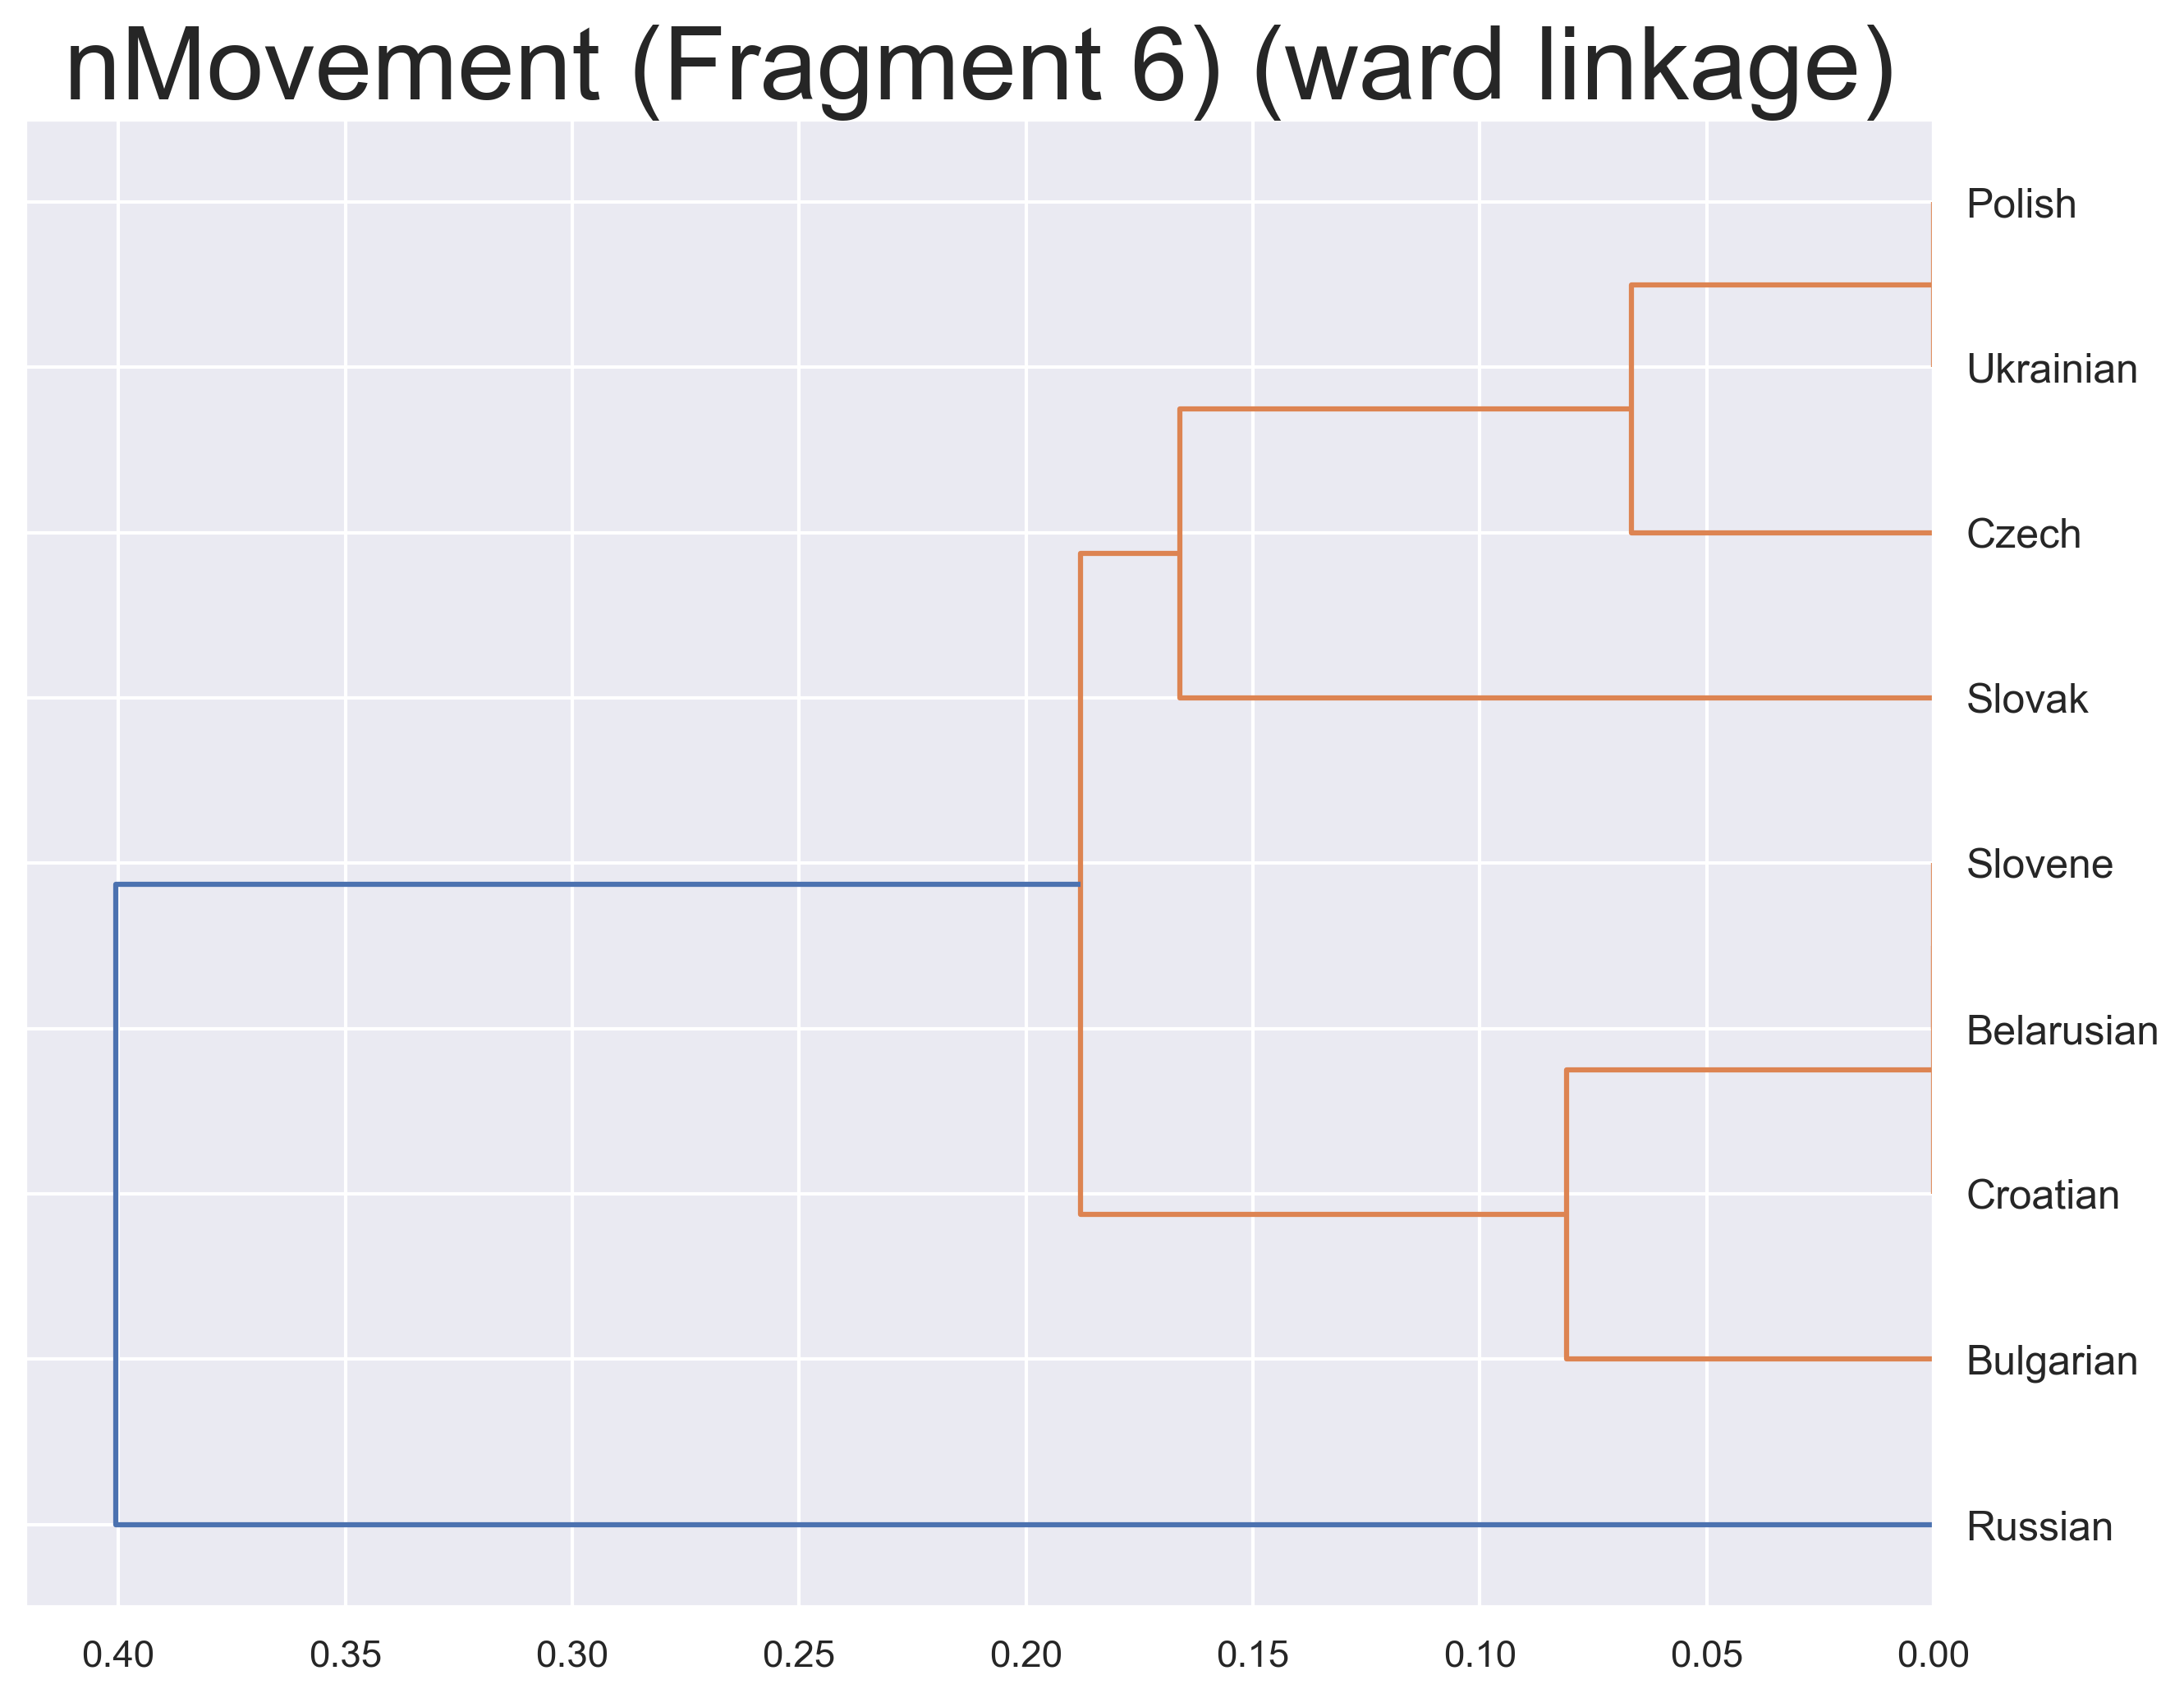 nMovement (Fragment 6) (ward linkage)
Polish
Ukrainian
Czech
Slovak
Slovene
Belarusian
Croatian
Bulgarian
Russian
0.40 0.35 0.30 0.25 0.20 0.15 0.10 0.05 0.00